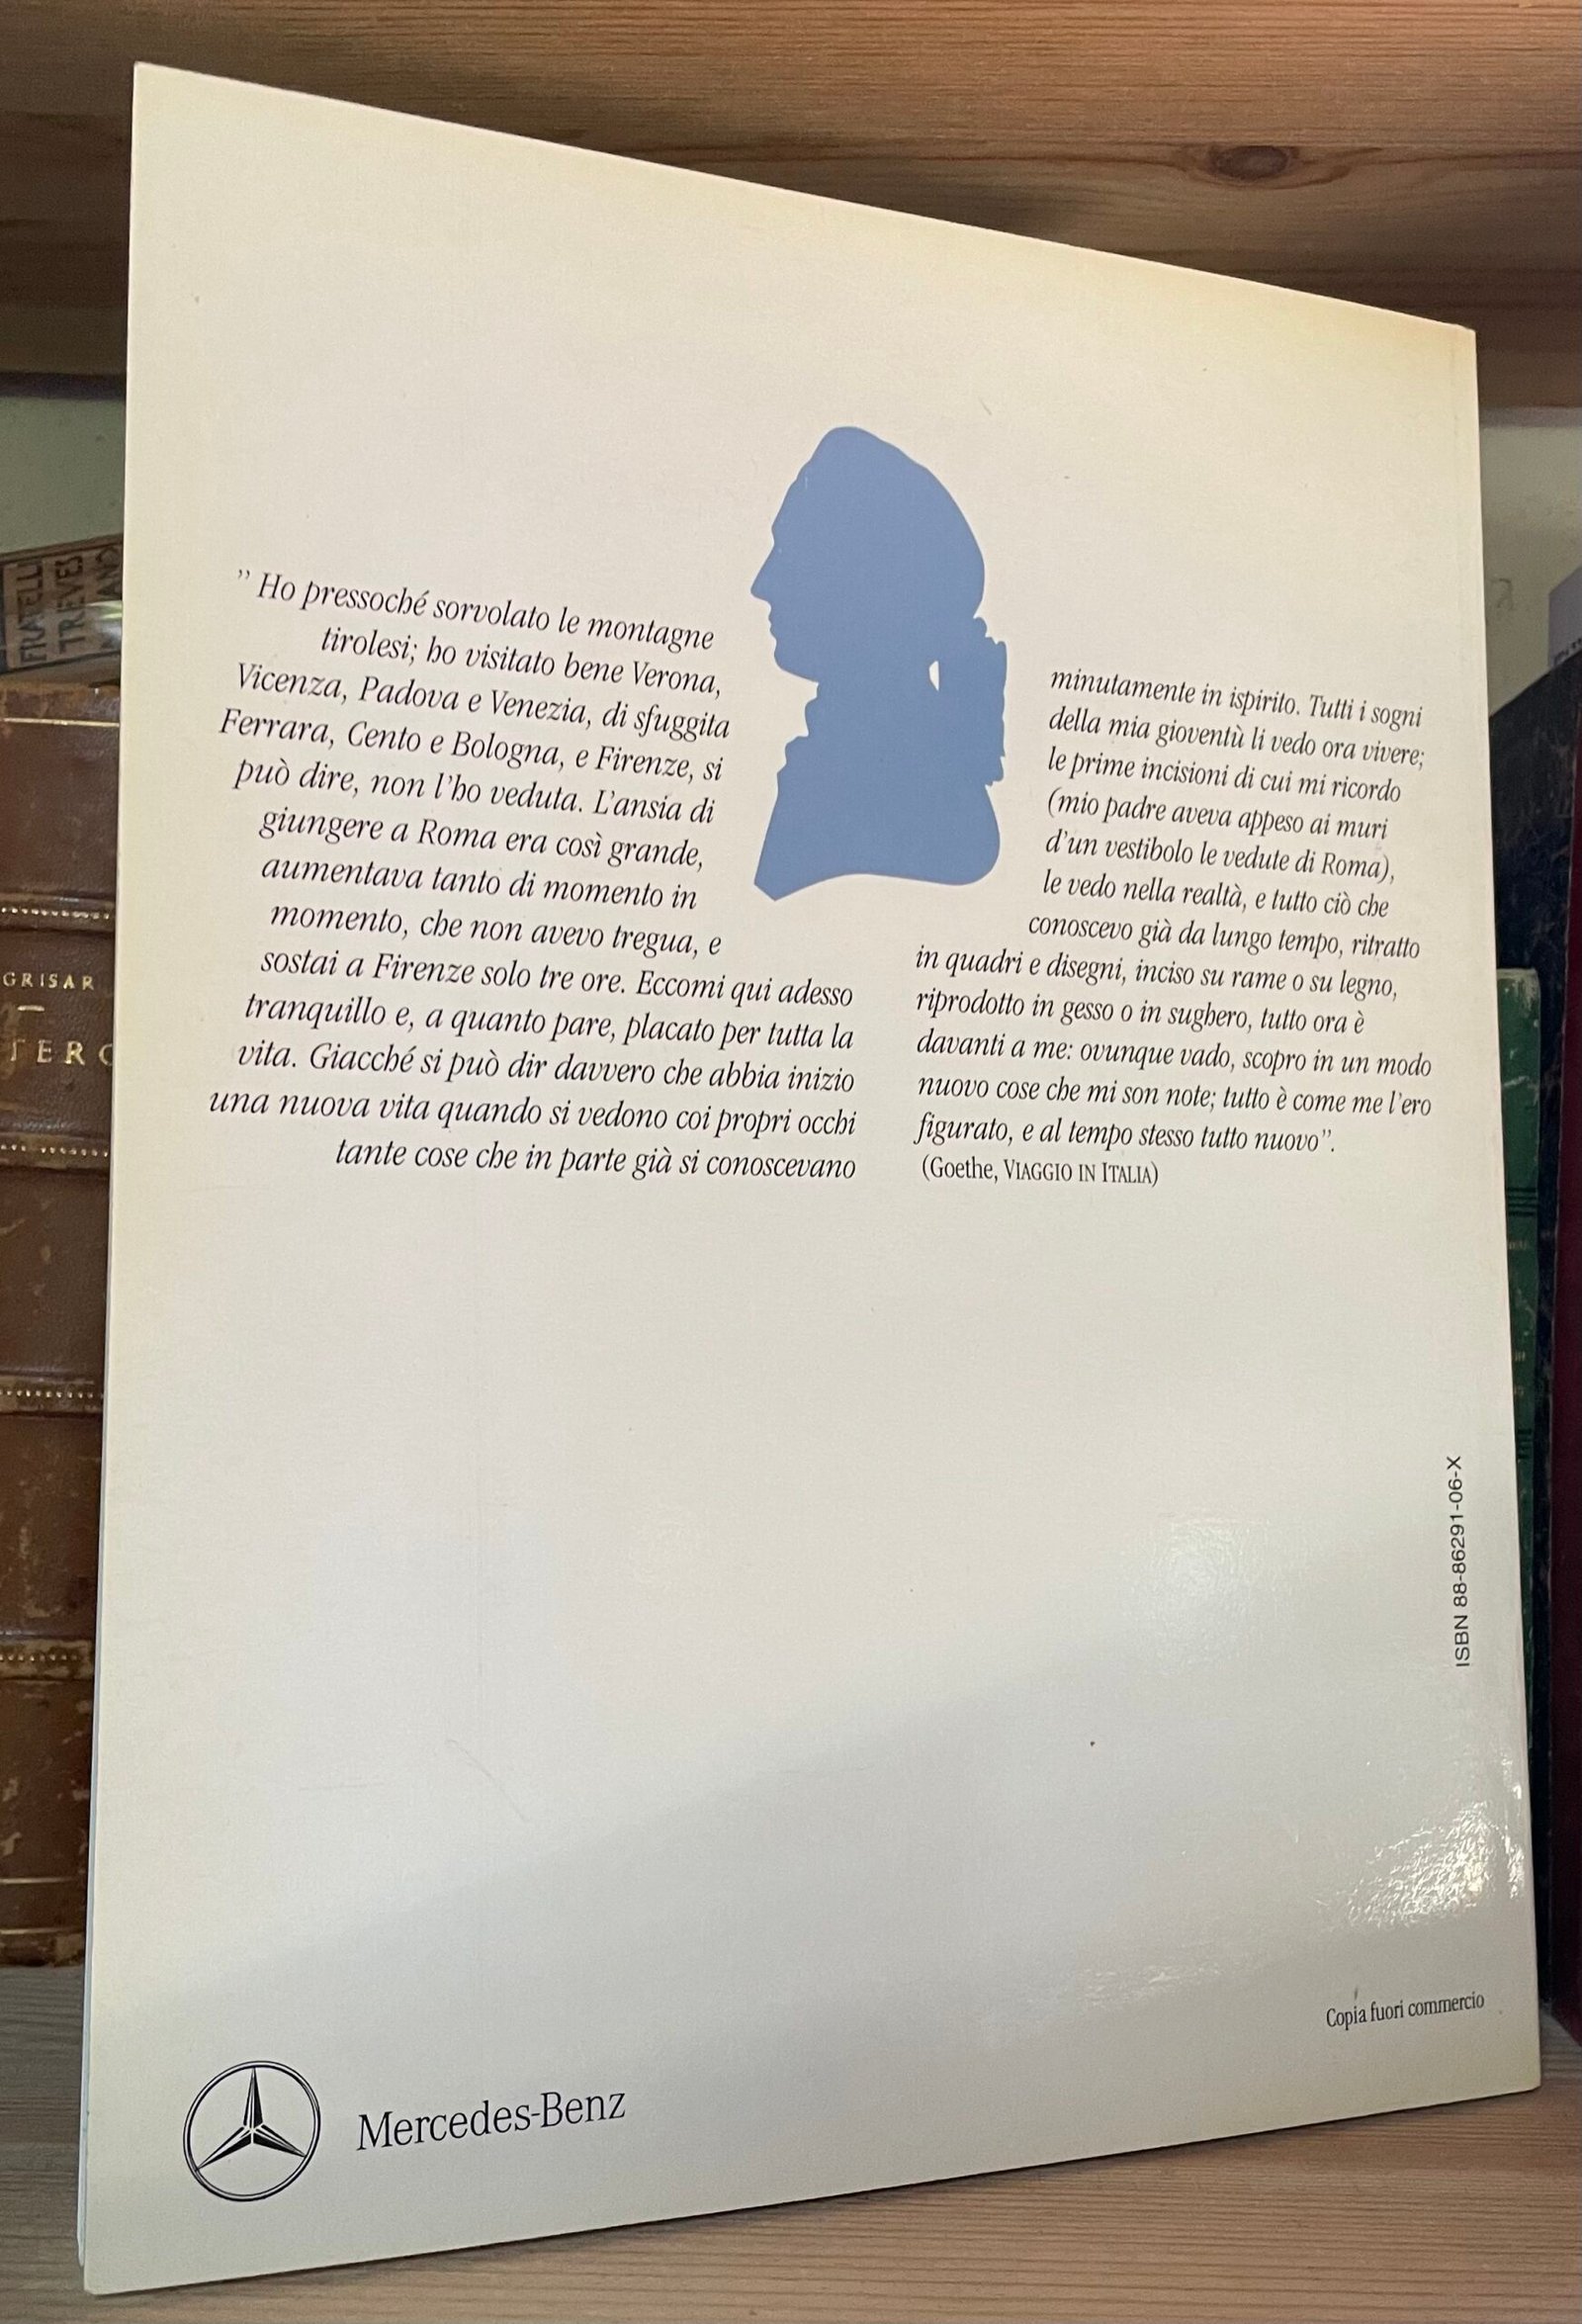 ” Ho pressoché sorvolato le montagne
tirolesi; ho visitato bene Verona,
Vicenza, Padova e Venezia, di sfuggita
Ferrara, Cento e Bologna, e Firenze, si
può dire, non l'ho veduta. L'ansia di
giungere a Roma era così grande,
aumentava tanto di momento in
momento, che non avevo tregua, e
sostai a Firenze solo tre ore. Eccomi qui adesso
tranquillo e, a quanto pare, placato per tutta la
vita. Giacché si può dir davvero che abbia inizio
una nuova vita quando si vedono coi propri occhi
tante cose che in parte già si conoscevano
minutamente in ispirito. Tutti i sogni
della mia gioventù li vedo ora vivere;
le prime incisioni di cui mi ricordo
(mio padre aveva appeso ai muri
d'un vestibolo le vedute di Roma),
le vedo nella realtà, e tutto ciò che
conoscevo già da lungo tempo, ritratto
in quadri e disegni, inciso su rame o su legno,
riprodotto in gesso o in sughero, tutto ora è
davanti a me: ovunque vado, scopro in un modo
nuovo cose che mi son note; tutto è come me l'ero
figurato, e al tempo stesso tutto nuovo”.
(Goethe, VIAGGIO IN ITALIA)
ISBN 88-86291-06-X
Copia fuori commercio
Mercedes-Benz
FRATELLI
TREVES
GRISAR